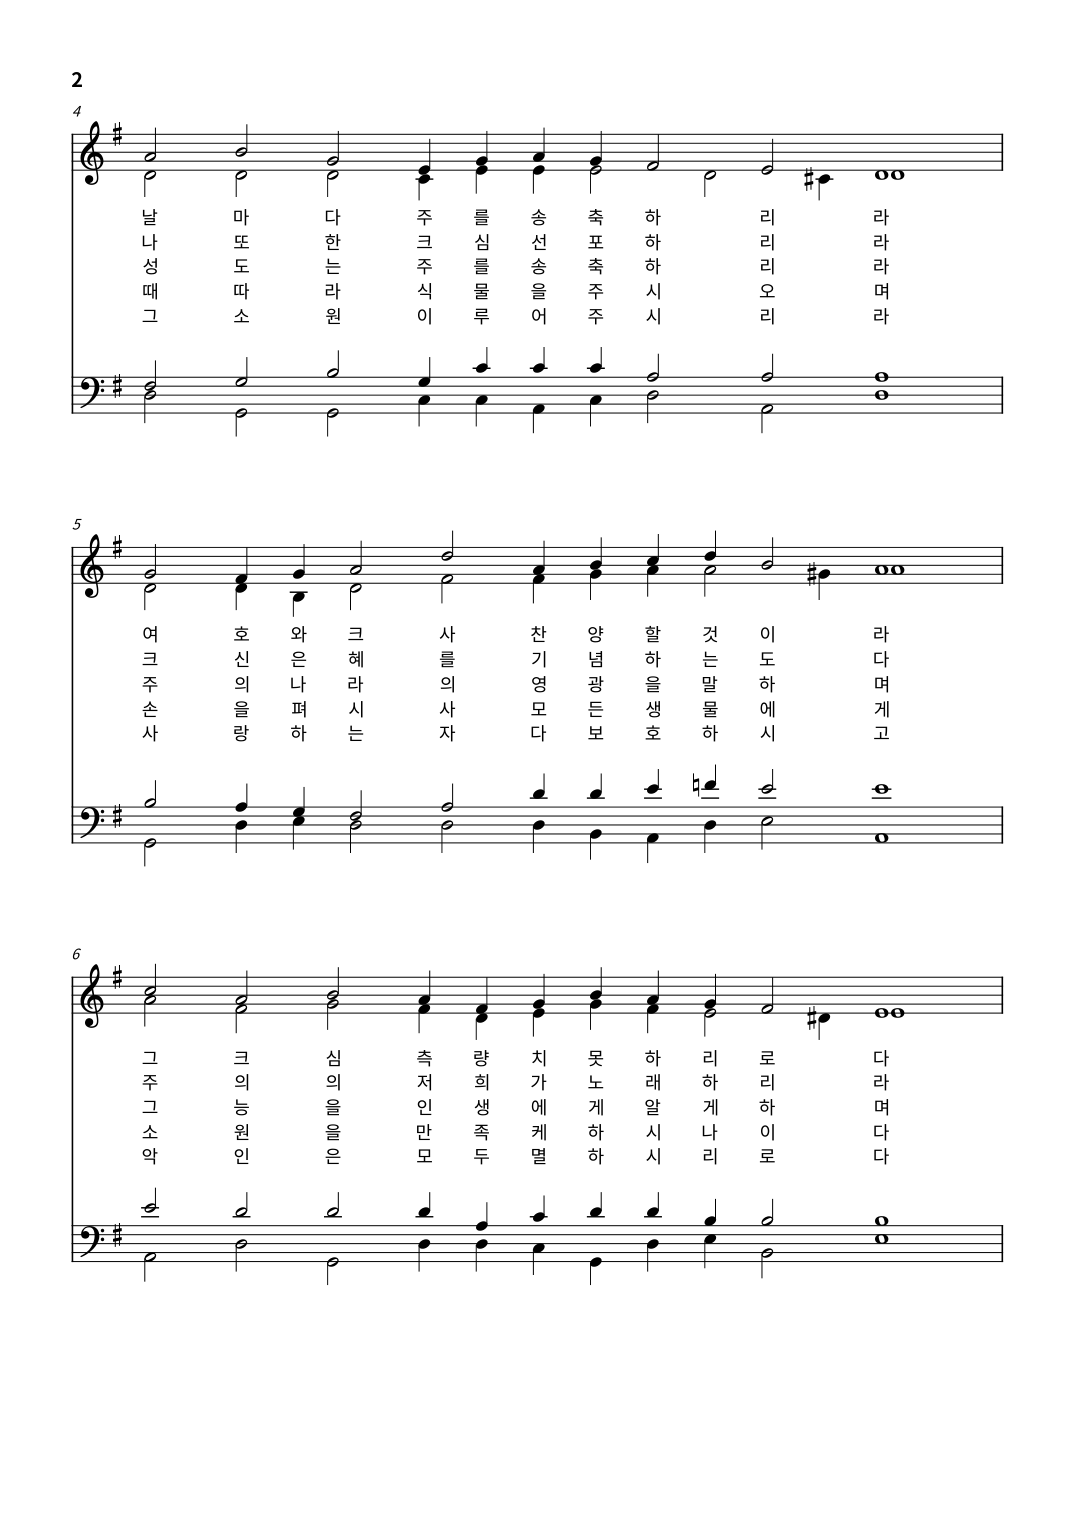 2
4
날 마 다 주 를 송 축 하 리 라
나 또 한 크 심 선 포 하 리 라
성 도 는 주 를 송 축 하 리 라
때 따 라 식 물 을 주 시 오 며
그 소 원 이 루 어 주 시 리 라
5
여 호 와 크 사 찬 양 할 것 이 라
크 신 은 혜 를 기 념 하 는 도 다
주 의 나 라 의 영 광 을 말 하 며
손 을 펴 시 사 모 든 생 물 에 게
사 랑 하 는 자 다 보 호 하 시 고
6
그 크 심 측 량 치 못 하 리 로 다
주 의 의 저 희 가 노 래 하 리 라
그 능 을 인 생 에 게 알 게 하 며
소 원 을 만 족 케 하 시 나 이 다
악 인 은 모 두 멸 하 시 리 로 다